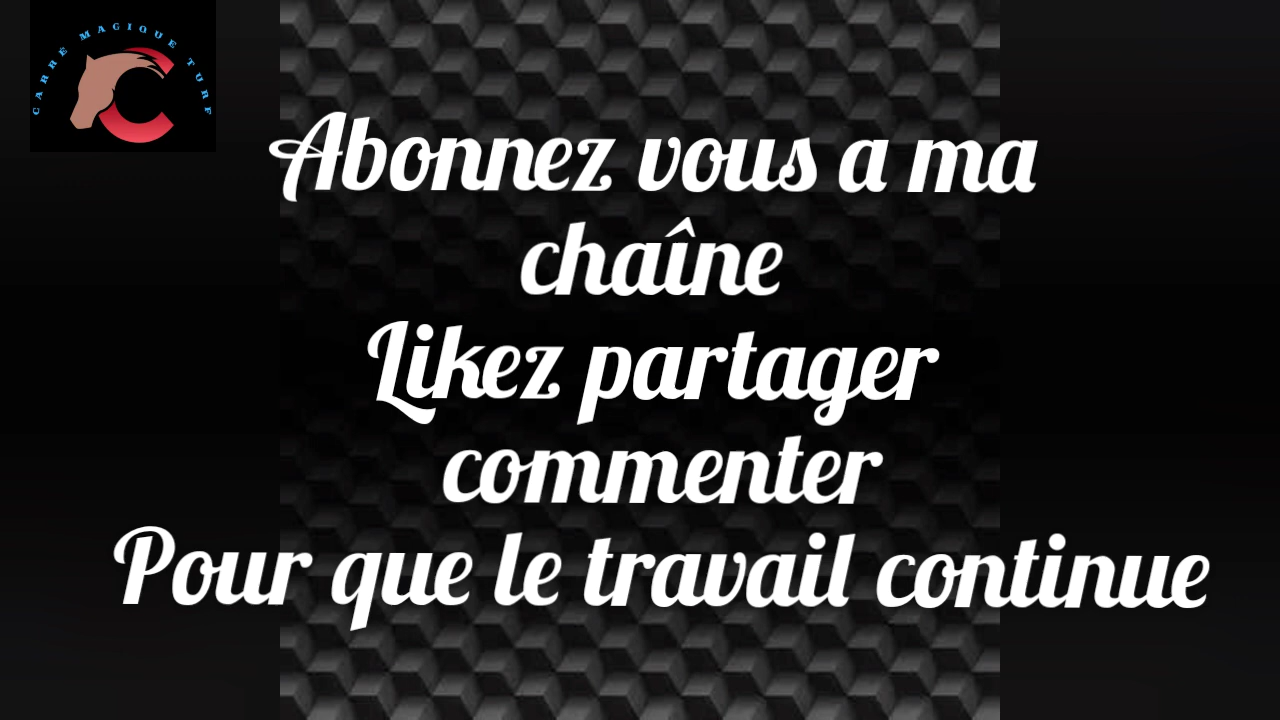 CARRÉ MAGIQUE TURF
Abonnez vous a ma
chaîne
Likez partager
commenter
Pour que le travail continue